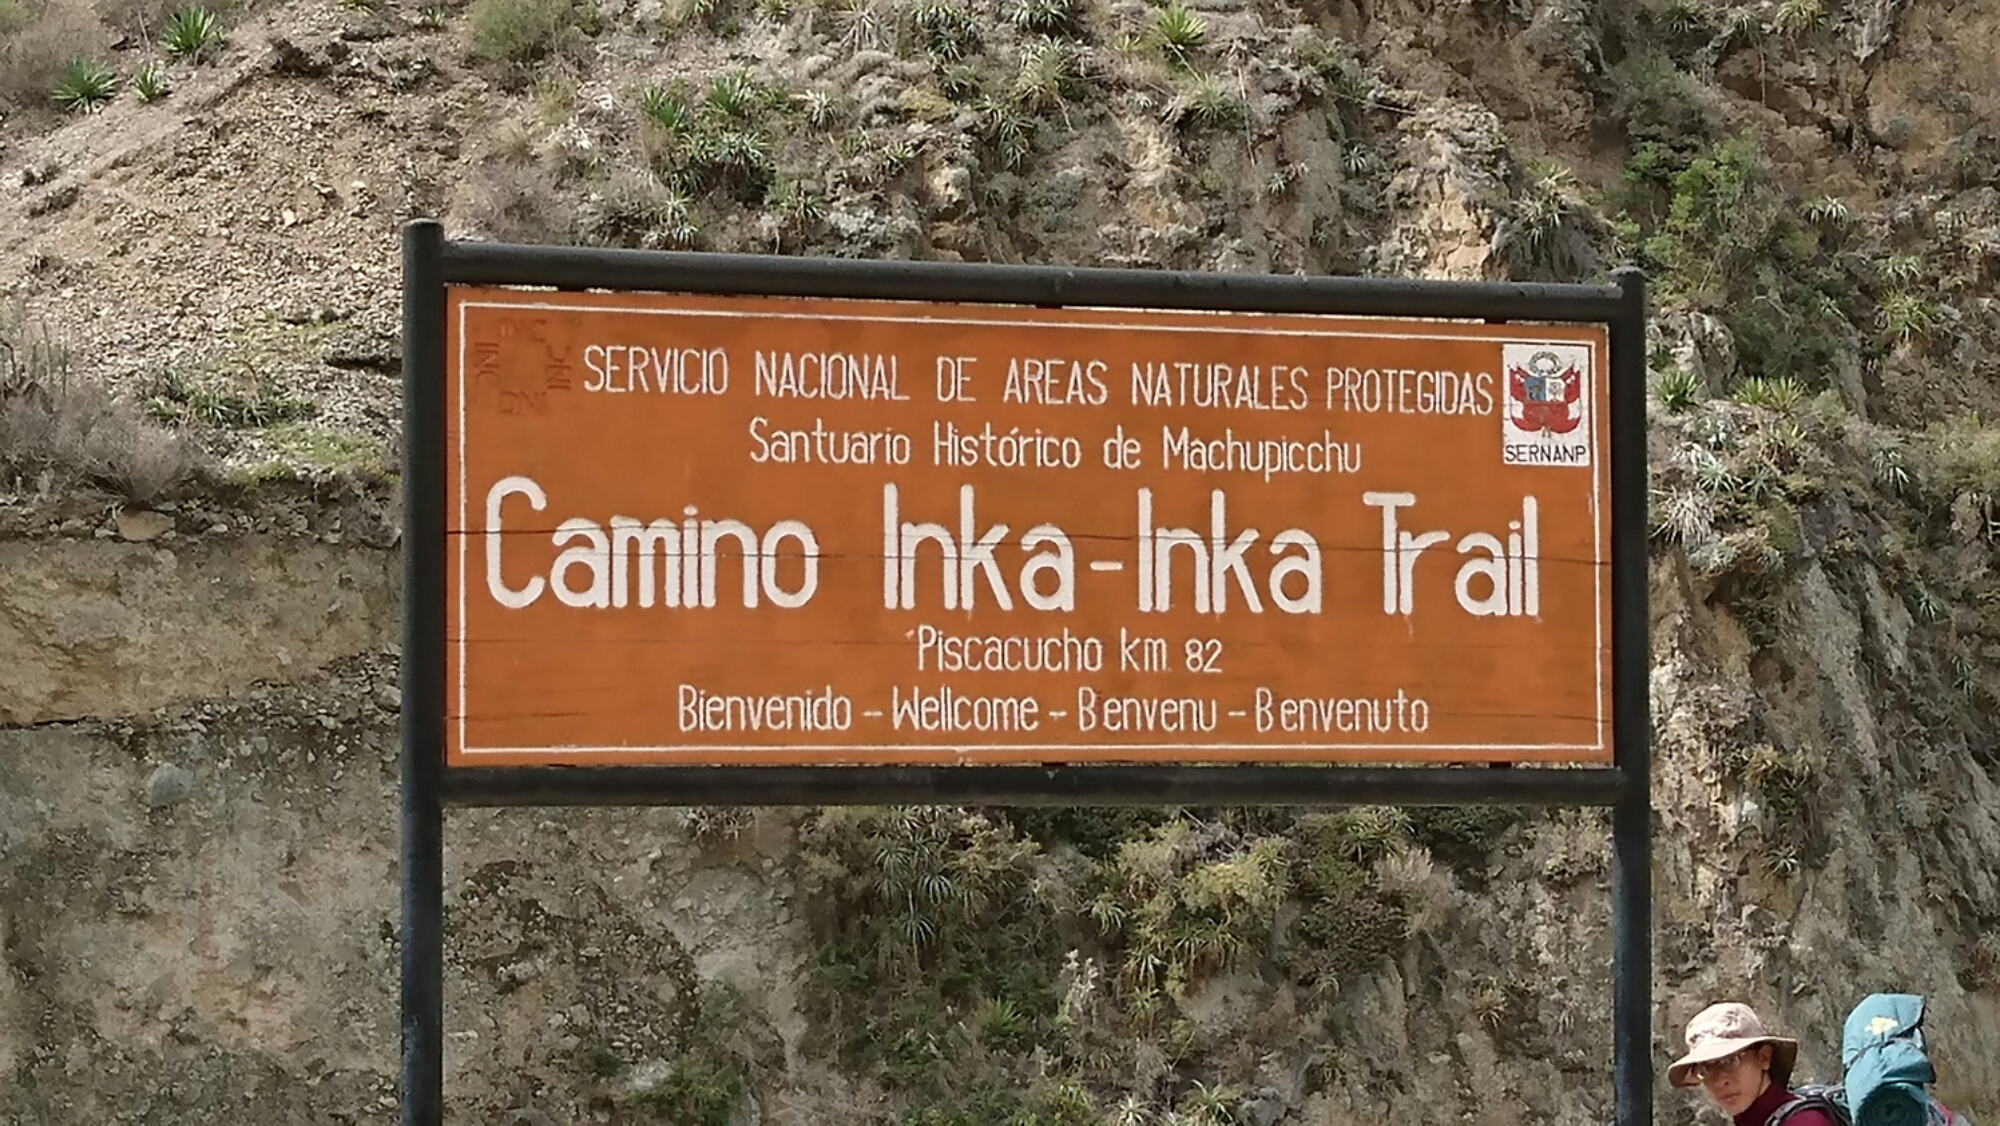 SERVICIO NACIONAL DE AREAS NATURALES PROTEGIDAS
SERNANP
Santuario Histórico de Machupicchu
Camino Inka - Inka Trail
Piscacucho km. 82
Bienvenido - Wellcome - Benvenu - Benvenuto